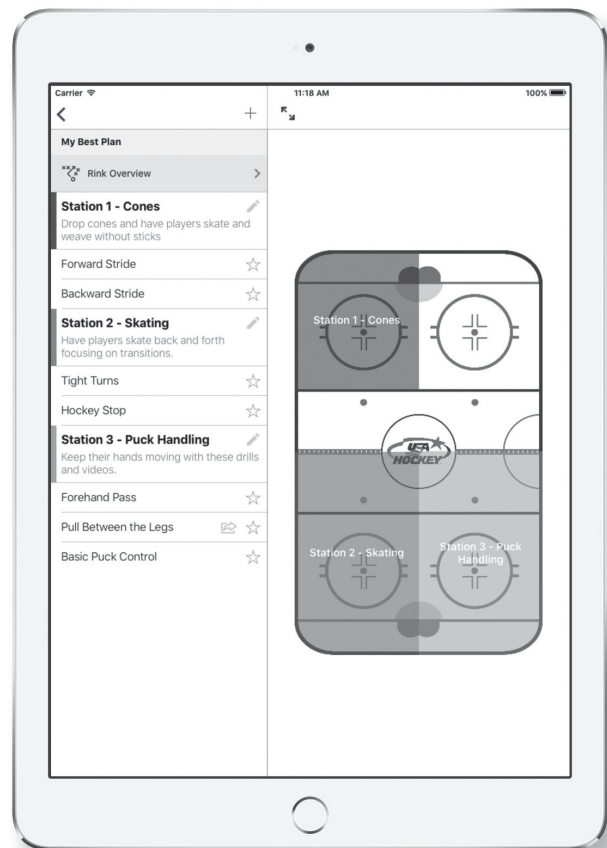 Carrier
11:18 AM
100%
My Best Plan
Rink Overview
Station 1 - Cones
Drop cones and have players skate and
weave without sticks
Forward Stride
Backward Stride
Station 2 - Skating
Have players skate back and forth
focusing on transitions.
Tight Turns
Hockey Stop
Station 3 - Puck Handling
Keep their hands moving with these drills
and videos.
Forehand Pass
Pull Between the Legs
Basic Puck Control
Station 1 - Cones
USA
HOCKEY
Station 2 - Skating
Station 3 - Puck
Handling